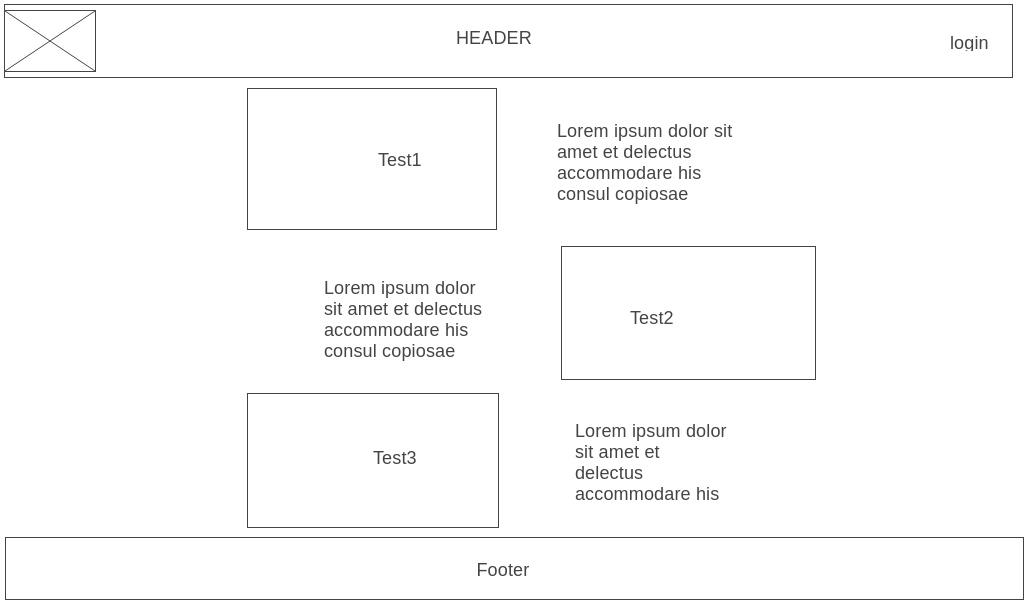 HEADER
login
Test1
Lorem ipsum dolor sit
amet et delectus
accommodare his
consul copiosae
Lorem ipsum dolor
sit amet et delectus
accommodare his
consul copiosae
Test2
Test3
Lorem ipsum dolor
sit amet et
delectus
accommodare his
Footer